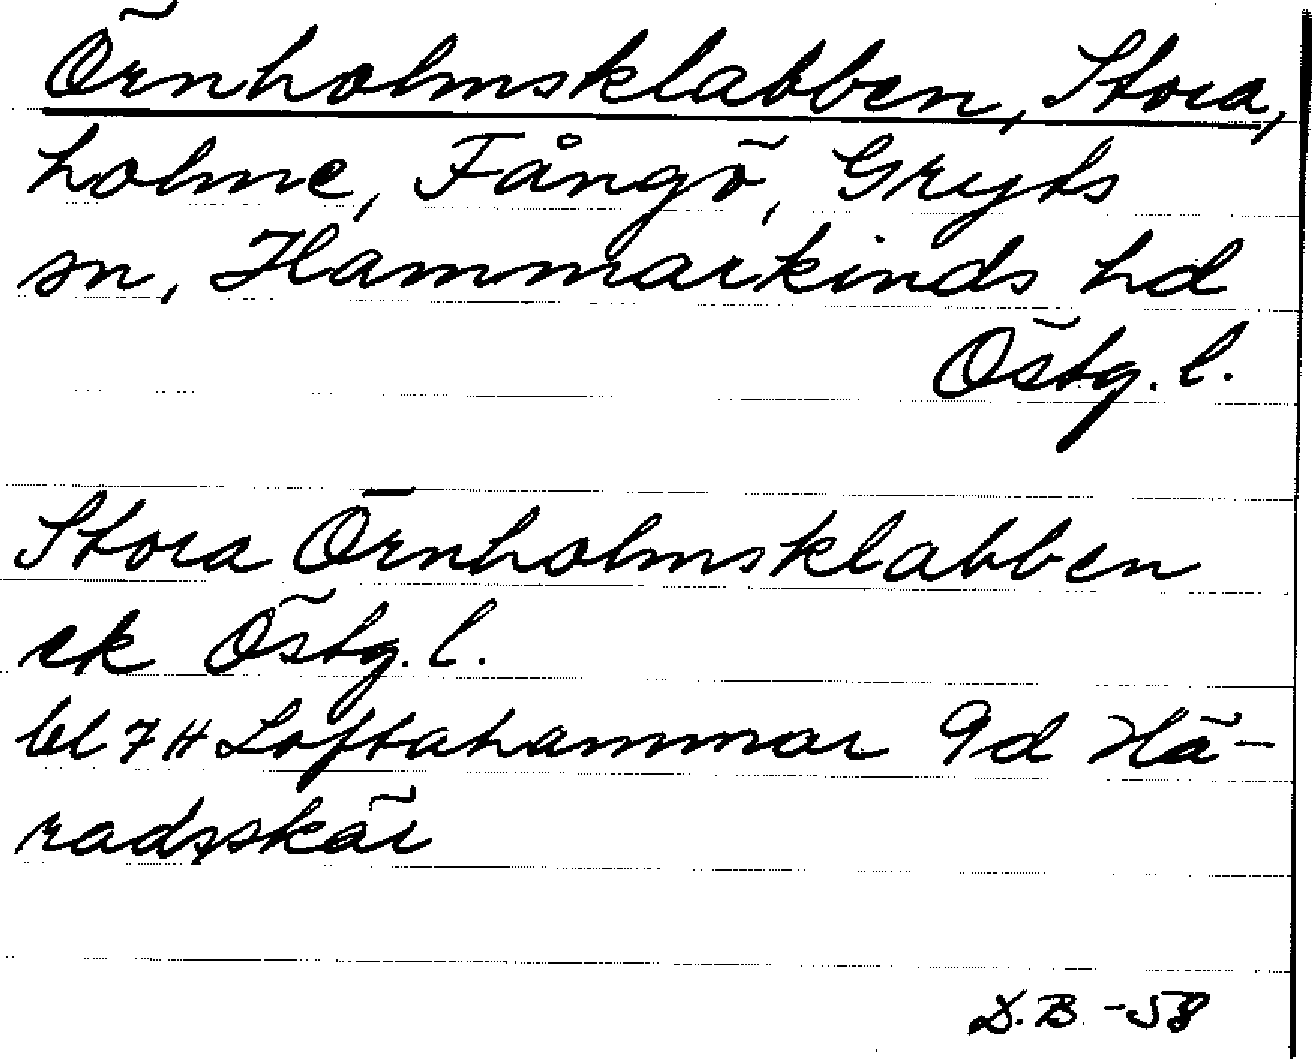 Örnholmsklabben, Stora,
holme, Fångö, Gryts
sn, Hammarkinds hd
Östg. l.
Stora Örnholmsklabben
ek Östg. l.
bl 7 H Loftahammar 9d Hä-
radsskär
D.B. -58